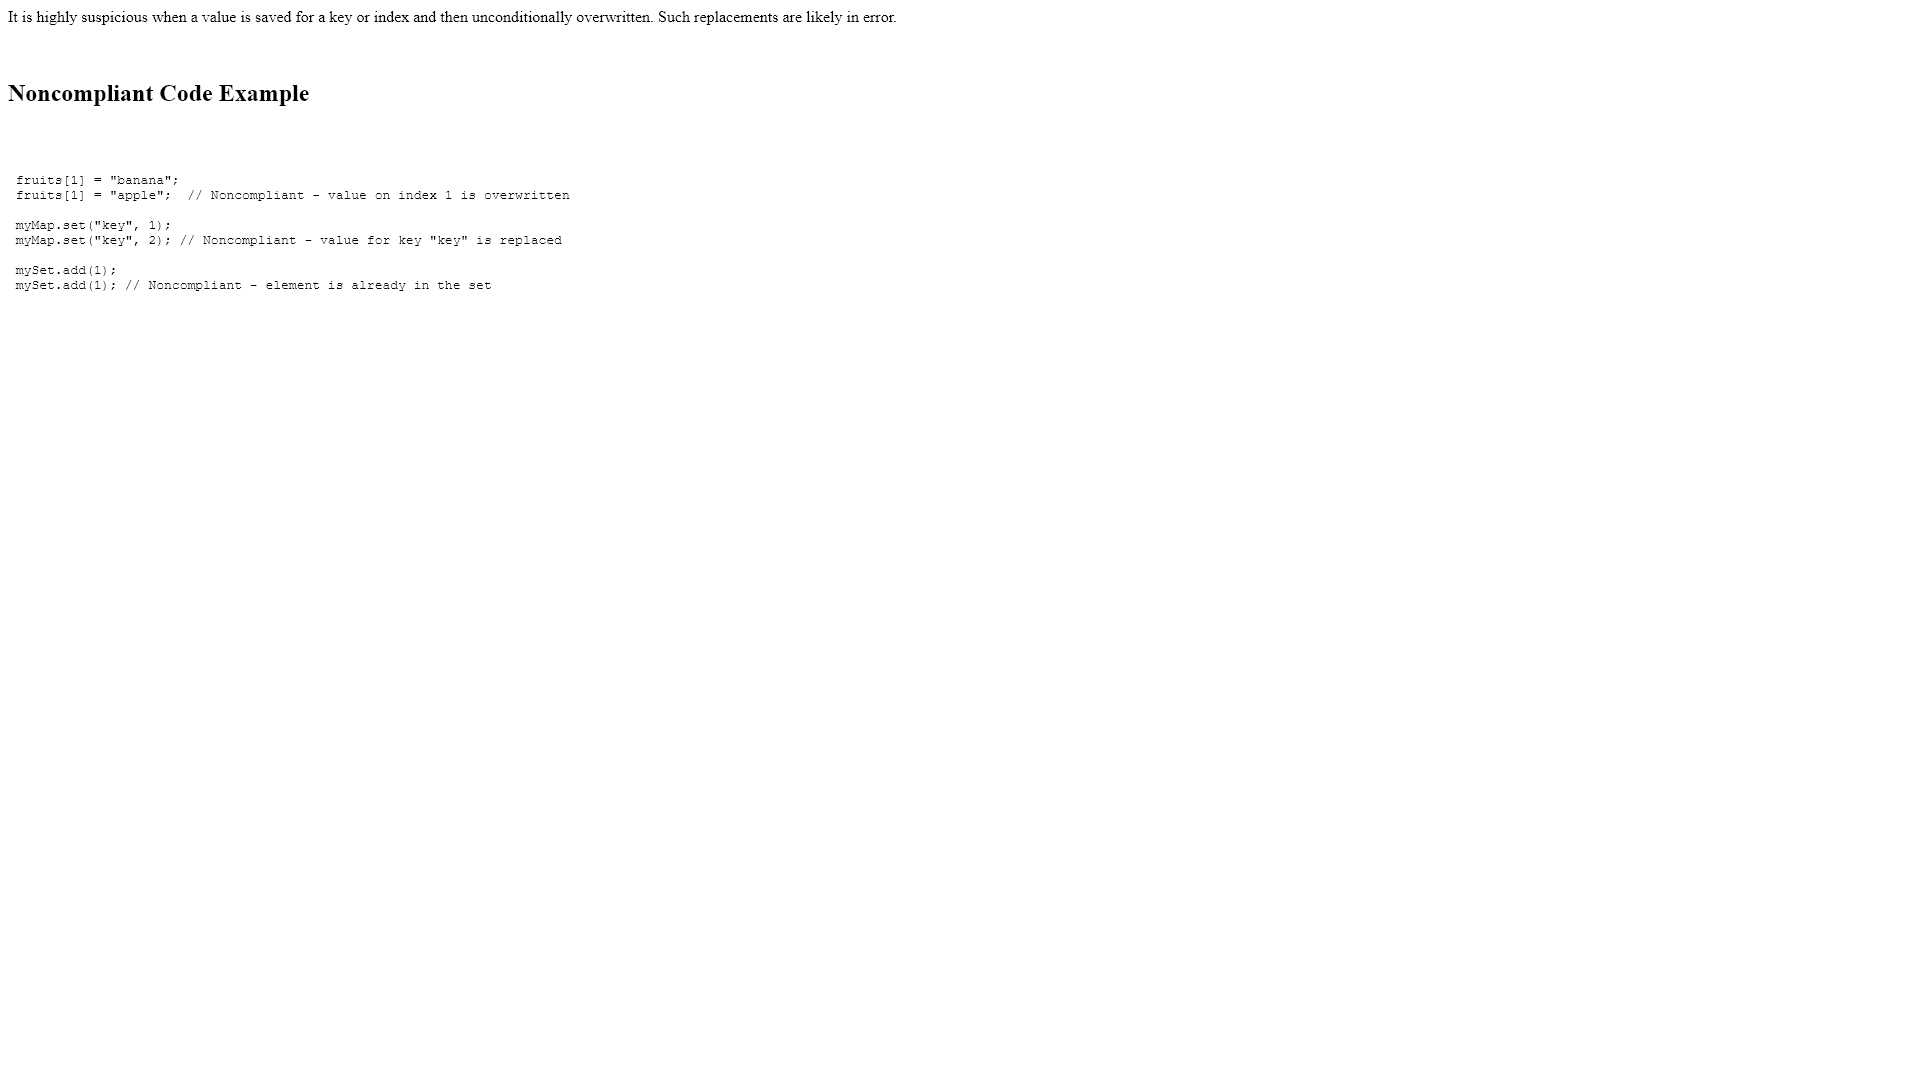 It is highly suspicious when a value is saved for a key or index and then unconditionally overwritten. Such replacements are likely in error.
Noncompliant Code Example
fruits[1] = "banana";
fruits[1] = "apple";  // Noncompliant - value on index 1 is overwritten
myMap.set("key", 1);
myMap.set("key", 2); // Noncompliant - value for key "key" is replaced
mySet.add(1);
mySet.add(1); // Noncompliant - element is already in the set